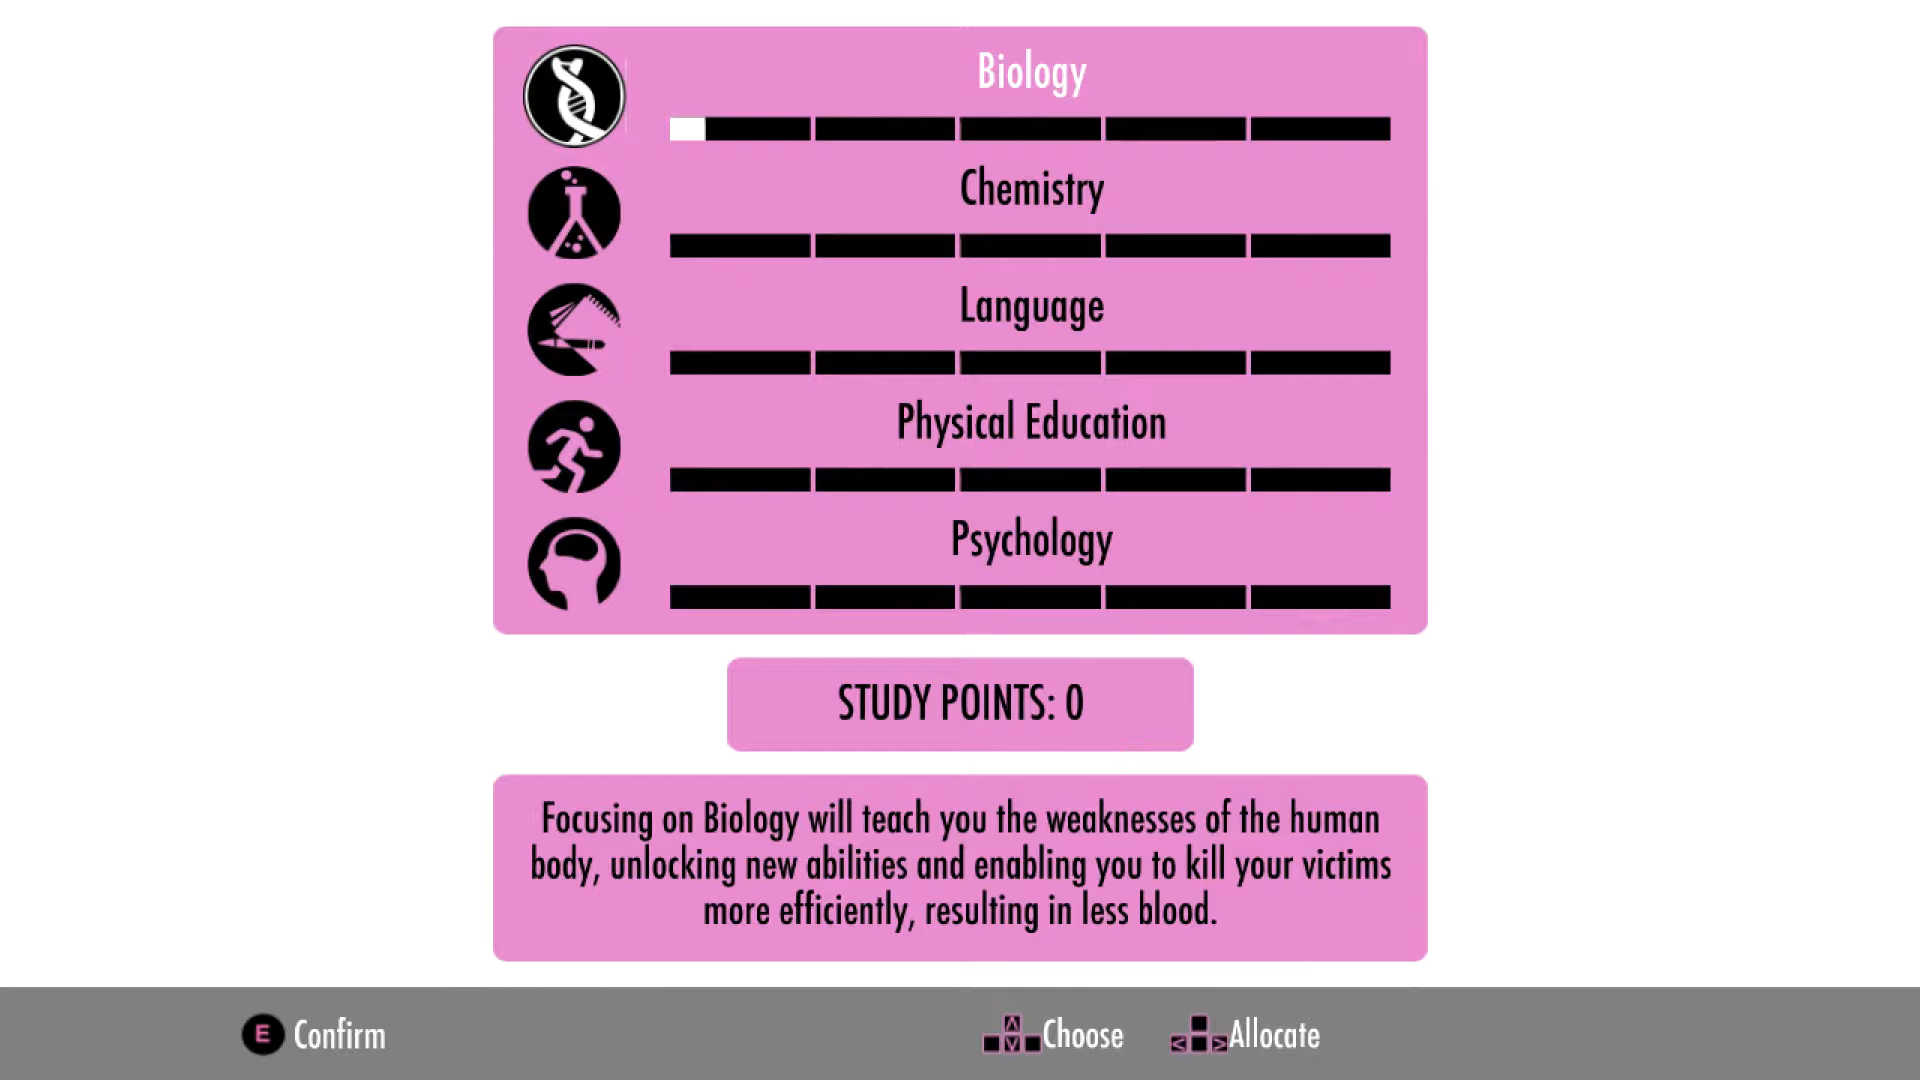 Biology
Chemistry
Language
Physical Education
Psychology
STUDY POINTS: 0
Focusing on Biology will teach you the weaknesses of the human
body, unlocking new abilities and enabling you to kill your victims
more efficiently, resulting in less blood.
E Confirm
Choose
Allocate